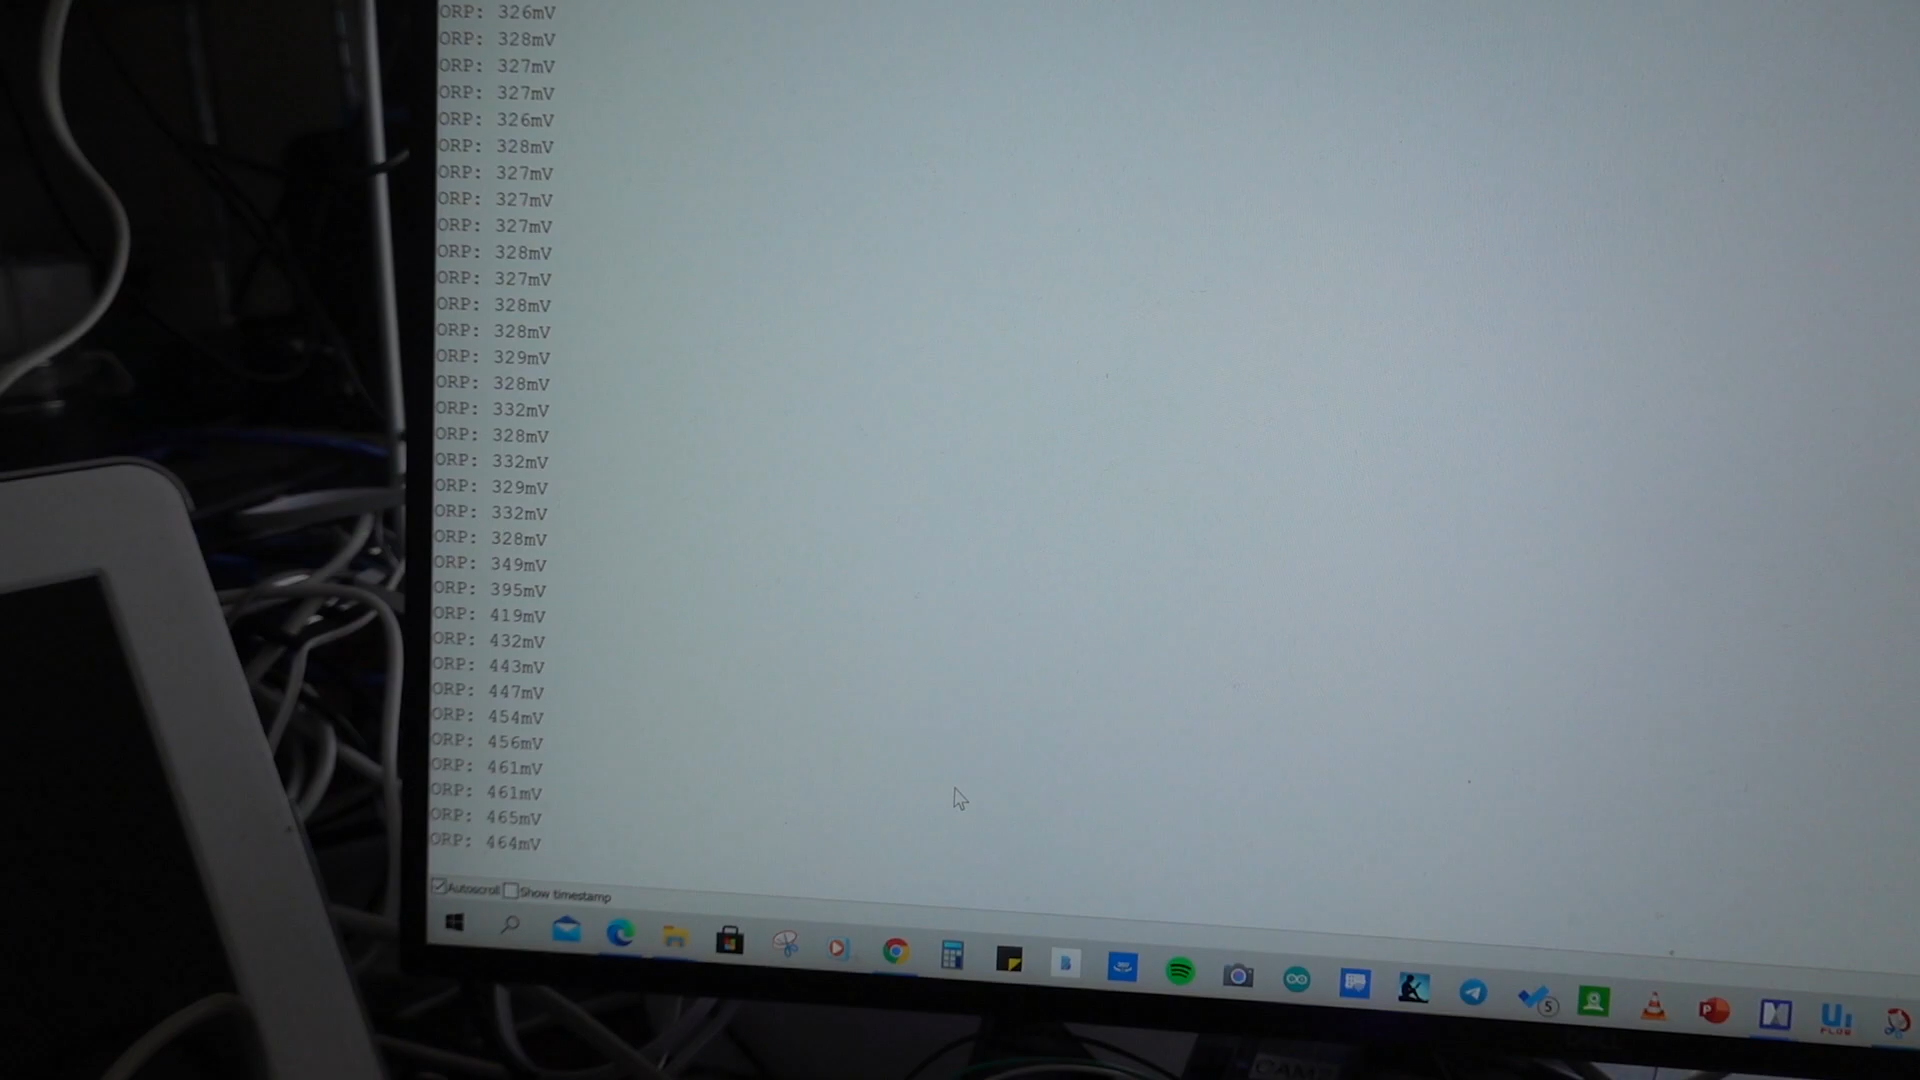 ORP: 326mV
ORP: 328mV
ORP: 327mV
ORP: 327mV
ORP: 326mV
ORP: 328mV
ORP: 327mV
ORP: 327mV
ORP: 327mV
ORP: 328mV
ORP: 327mV
ORP: 328mV
ORP: 328mV
ORP: 329mV
ORP: 328mV
ORP: 332mV
ORP: 328mV
ORP: 332mV
ORP: 329mV
ORP: 332mV
ORP: 328mV
ORP: 349mV
ORP: 395mV
ORP: 419mV
ORP: 432mV
ORP: 443mV
ORP: 447mV
ORP: 454mV
ORP: 456mV
ORP: 461mV
ORP: 461mV
ORP: 465mV
ORP: 464mV
Autoscroll Show timestamp
B 5 P Ui
FLOW